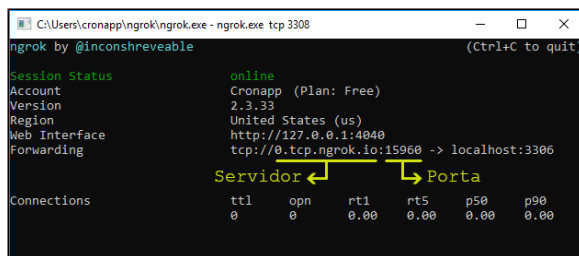 C:\Users\cronapp\ngrok\ngrok.exe - ngrok.exe tcp 3308
ngrok by @inconshreveable (Ctrl+C to quit)
Session Status online
Account Cronapp (Plan: Free)
Version 2.3.33
Region United States (us)
Web Interface http://127.0.0.1:4040
Forwarding tcp://0.tcp.ngrok.io:15960 -> localhost:3306
Servidor Porta
Connections ttl opn rt1 rt5 p50 p90
0 0 0.00 0.00 0.00 0.00